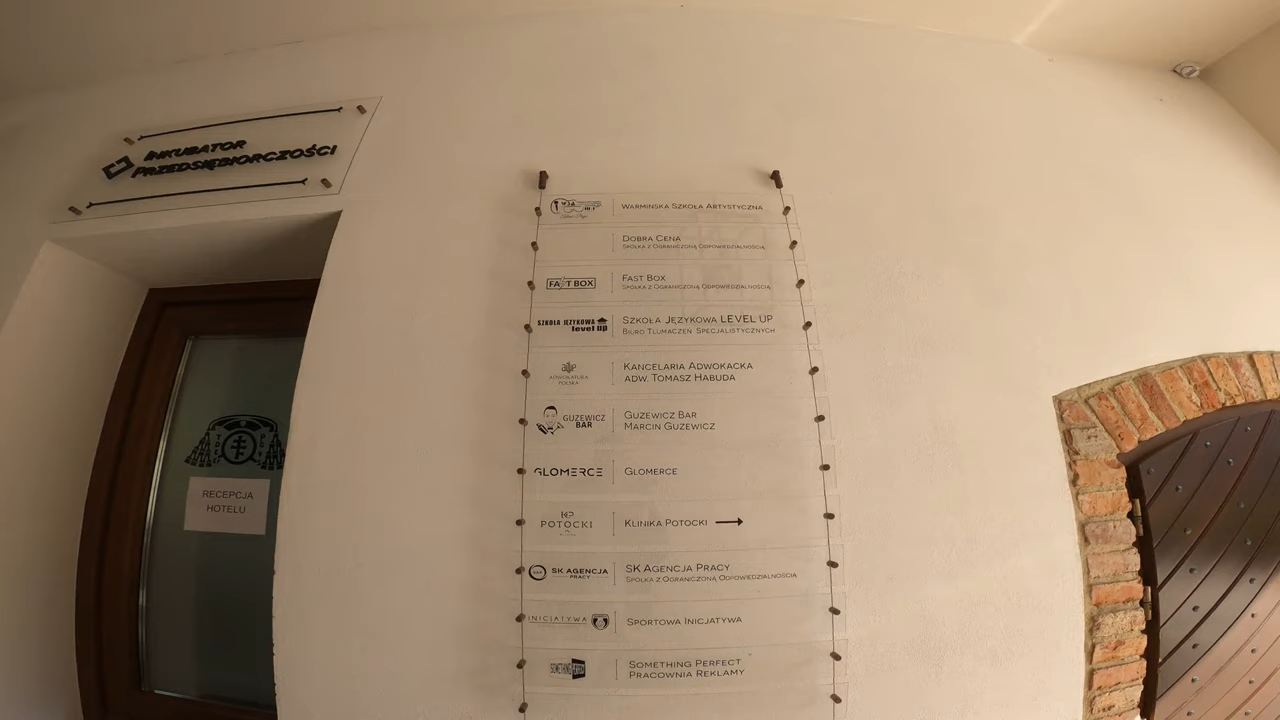 INKUBATOR
PRZEDSIĘBIORCZOŚCI
RECEPCJA
HOTELU
WARMIŃSKA SZKOŁA ARTYSTYCZNA
DOBRA CENA
SPÓŁKA Z OGRANICZONĄ ODPOWIEDZIALNOŚCIĄ
FAST BOX
FAST BOX
SPÓŁKA Z OGRANICZONĄ ODPOWIEDZIALNOŚCIĄ
SZKOŁA JĘZYKOWA
level up
SZKOŁA JĘZYKOWA LEVEL UP
BIURO TŁUMACZEŃ SPECJALISTYCZNYCH
ADWOKATURA
POLSKA
KANCELARIA ADWOKACKA
ADW. TOMASZ HABUDA
GUZEWICZ
BAR
GUZEWICZ BAR
MARCIN GUZEWICZ
GLOMERCE
GLOMERCE
POTOCKI
KLINIKA POTOCKI
SK AGENCJA
PRACY
SK AGENCJA PRACY
SPÓŁKA Z OGRANICZONĄ ODPOWIEDZIALNOŚCIĄ
INICJATYWA
SPORTOWA INICJATYWA
SOMETHING PERFECT
PRACOWNIA REKLAMY